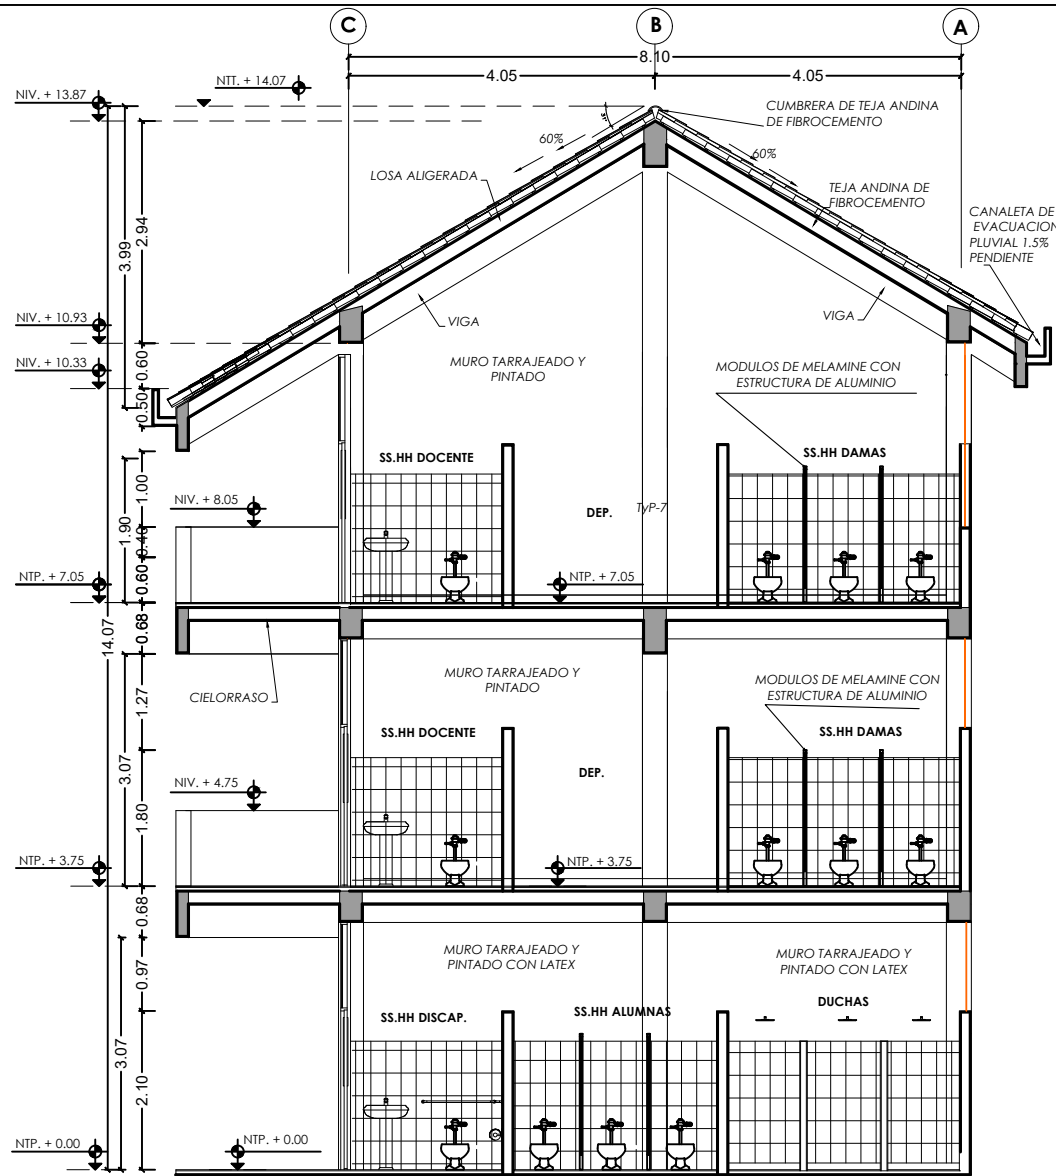 C
B
A
8.10
4.05
4.05
NTT. + 14.07
NIV. + 13.87
CUMBRERA DE TEJA ANDINA
DE FIBROCEMENTO
60%
60%
LOSA ALIGERADA
TEJA ANDINA DE
FIBROCEMENTO
CANALETA DE
EVACUACION
PLUVIAL 1.5%
PENDIENTE
2.94
3.99
NIV. + 10.93
VIGA
VIGA
NIV. + 10.33
0.60
0.50
MURO TARRAJEADO Y
PINTADO
MODULOS DE MELAMINE CON
ESTRUCTURA DE ALUMINIO
SS.HH DOCENTE
SS.HH DAMAS
1.00
NIV. + 8.05
1.90
0.40
DEP.
TyP-7
NTP. + 7.05
0.60
NTP. + 7.05
14.07
0.68
MURO TARRAJEADO Y
PINTADO
MODULOS DE MELAMINE CON
ESTRUCTURA DE ALUMINIO
CIELORRASO
1.27
SS.HH DOCENTE
SS.HH DAMAS
3.07
DEP.
NIV. + 4.75
1.80
NTP. + 3.75
NTP. + 3.75
0.68
MURO TARRAJEADO Y
PINTADO CON LATEX
MURO TARRAJEADO Y
PINTADO CON LATEX
0.97
SS.HH DISCAP.
SS.HH ALUMNAS
DUCHAS
3.07
2.10
NTP. + 0.00
NTP. + 0.00